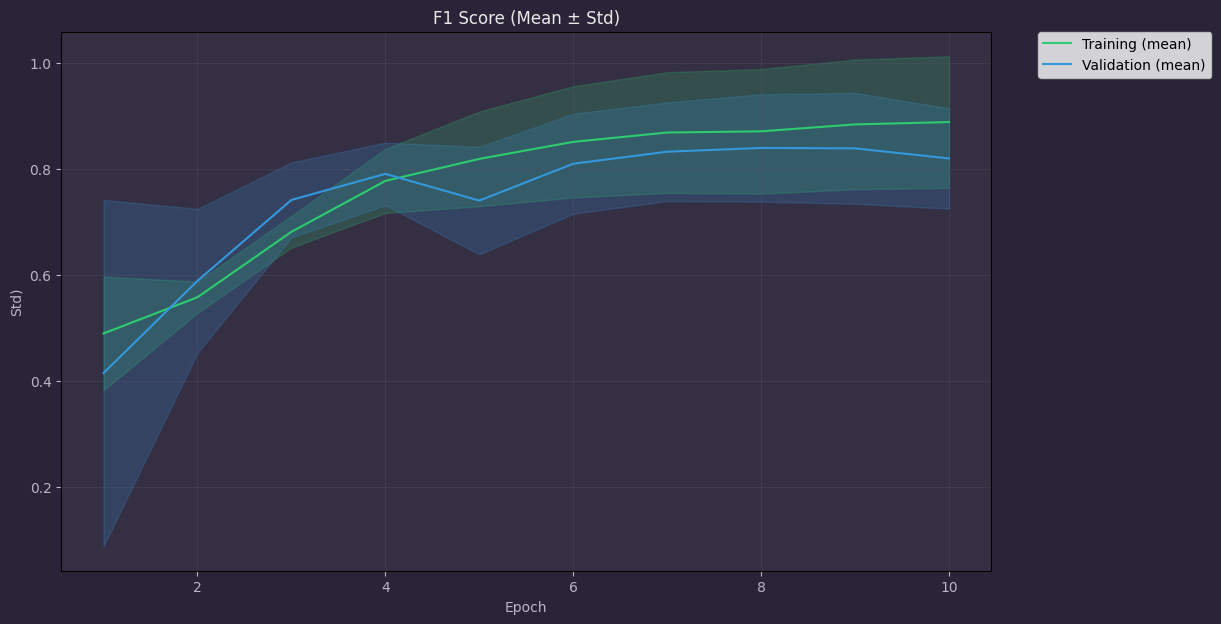 F1 Score (Mean ± Std)
Training (mean)
Validation (mean)
1.0
0.8
0.6
0.4
0.2
Std)
2 4 6 8 10
Epoch